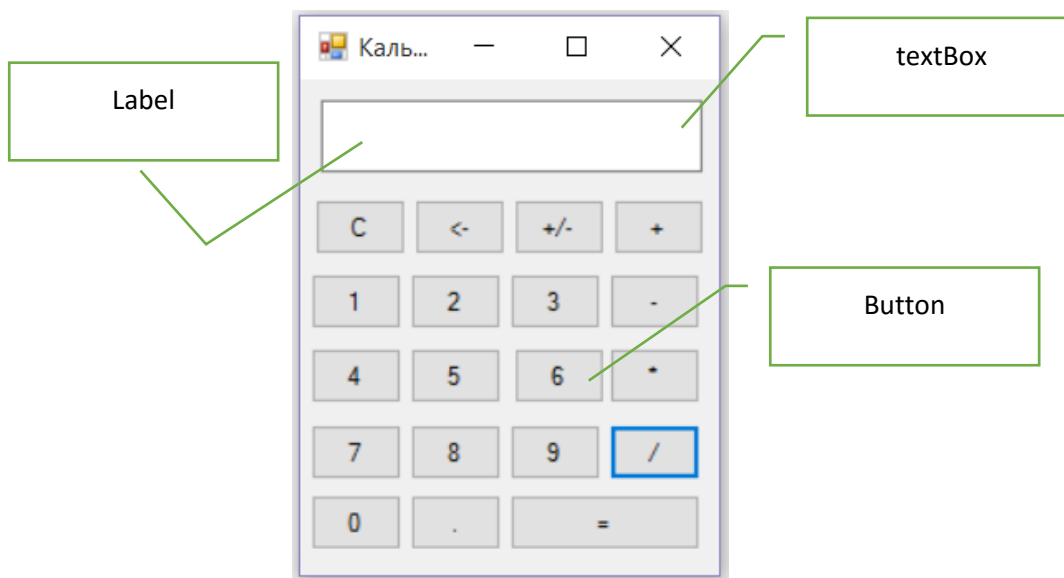 Каль...
textBox
Label
C <- +/- +
1 2 3 -
Button
4 5 6 *
7 8 9 /
0 . =